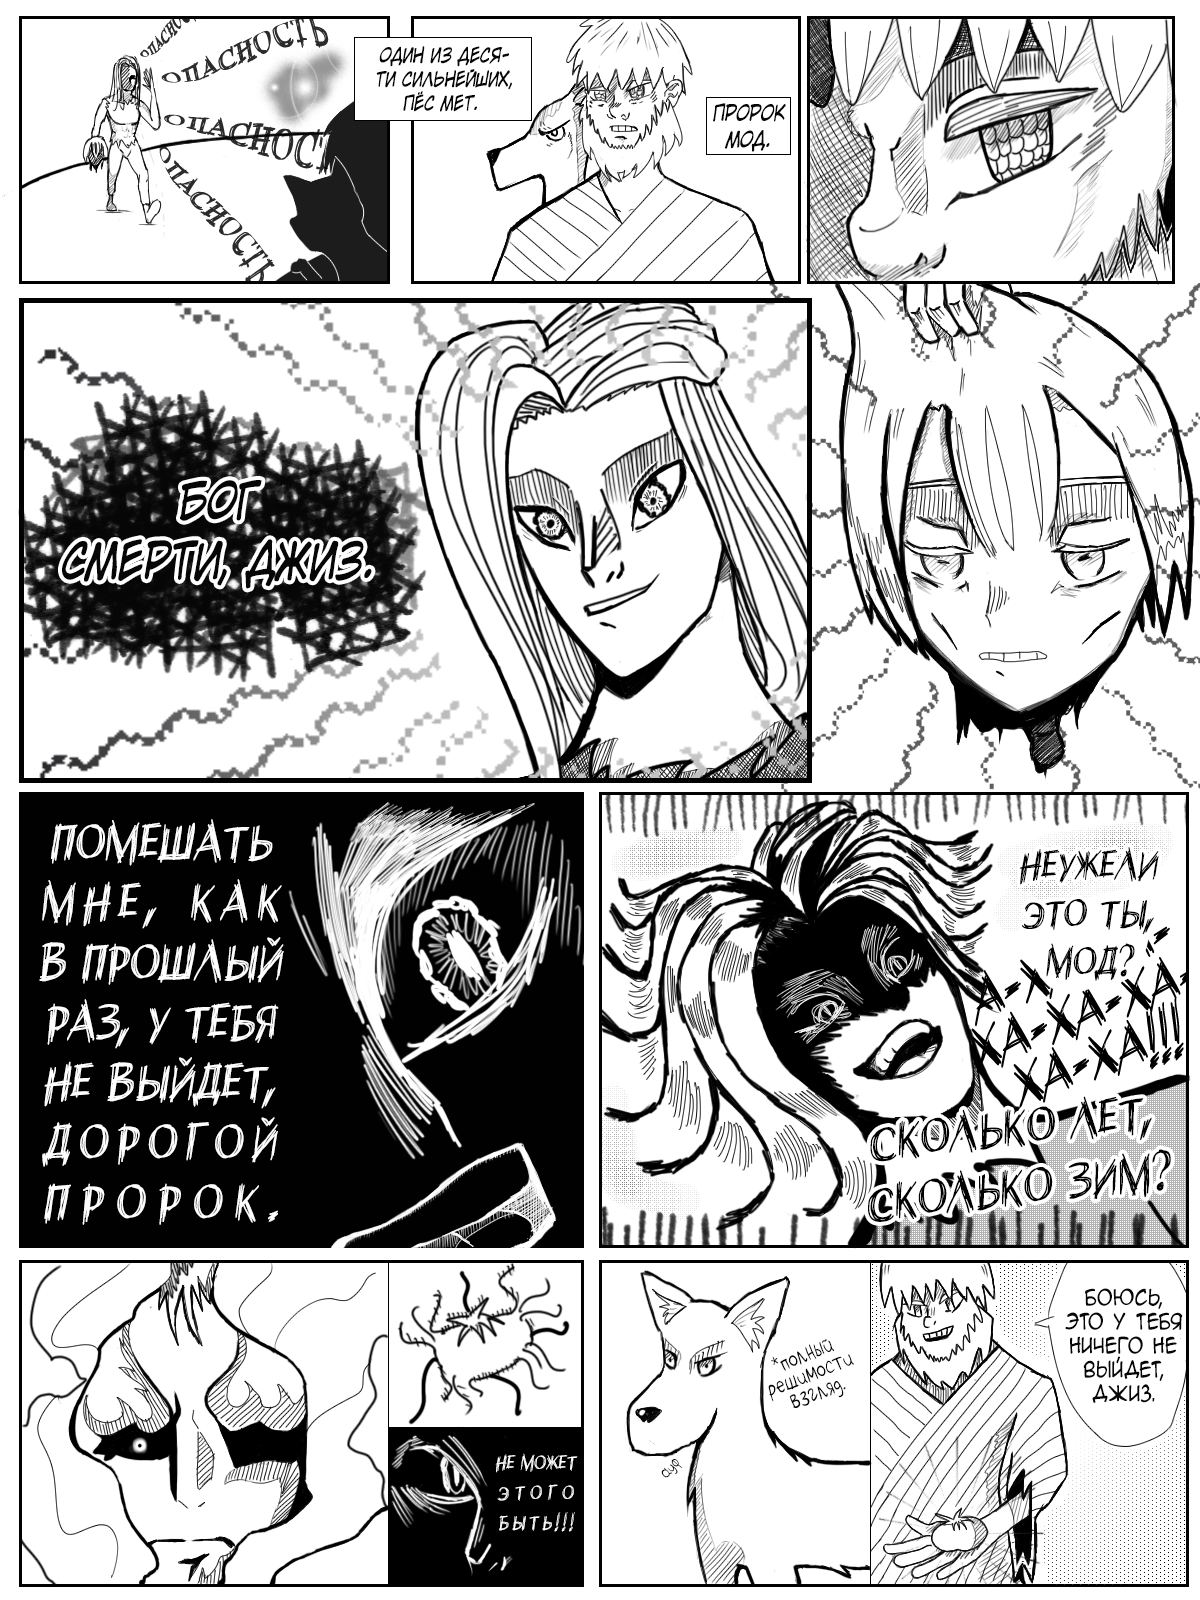 ОПАСНОСТЬ
ОПАСНОСТЬ
ОПАСНОСТЬ
ОПАСНОСТЬ
ОДИН ИЗ ДЕСЯ-
ТИ СИЛЬНЕЙШИХ,
ПЁС МЕТ.
ПРОРОК
МОД.
БОГ
СМЕРТИ, ДЖИЗ.
ПОМЕШАТЬ
МНЕ, КАК
В ПРОШЛЫЙ
РАЗ, У ТЕБЯ
НЕ ВЫЙДЕТ,
ДОРОГОЙ
ПРОРОК.
НЕУЖЕЛИ
ЭТО ТЫ,
МОД?
А-Х
ХА-ХА-ХА-
ХА-ХА!!!
СКОЛЬКО ЛЕТ,
СКОЛЬКО ЗИМ?
НЕ МОЖЕТ
ЭТОГО
БЫТЬ!!!
*ПОЛНЫЙ
РЕШИМОСТИ
ВЗГЛЯД.
ауф
БОЮСЬ,
ЭТО У ТЕБЯ
НИЧЕГО НЕ
ВЫЙДЕТ,
ДЖИЗ.